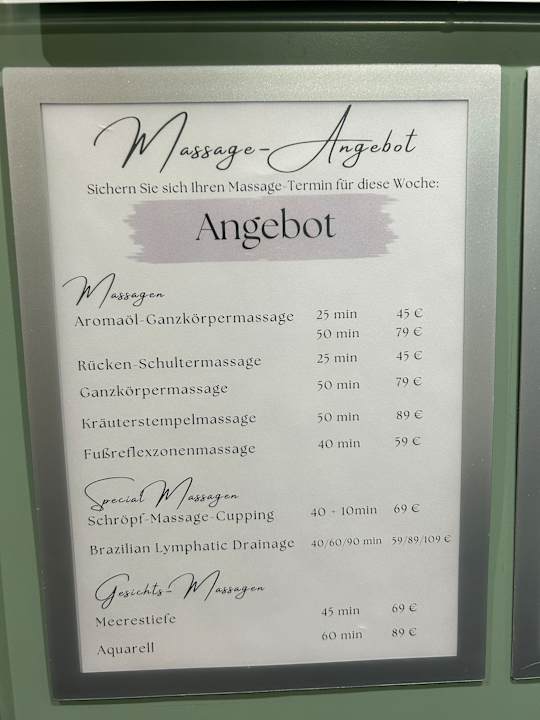 Massage-Angebot
Sichern Sie sich Ihren Massage-Termin für diese Woche:
Angebot
Massagen
Aromaöl-Ganzkörpermassage 25 min 45 €
50 min 79 €
Rücken-Schultermassage 25 min 45 €
Ganzkörpermassage 50 min 79 €
Kräuterstempelmassage 50 min 89 €
Fußreflexzonenmassage 40 min 59 €
Special Massagen
Schröpf-Massage-Cupping 40 - 10min 69 €
Brazilian Lymphatic Drainage 40/60/90 min 59/89/109 €
Gesichts-Massagen
Meerestiefe 45 min 69 €
Aquarell 60 min 89 €